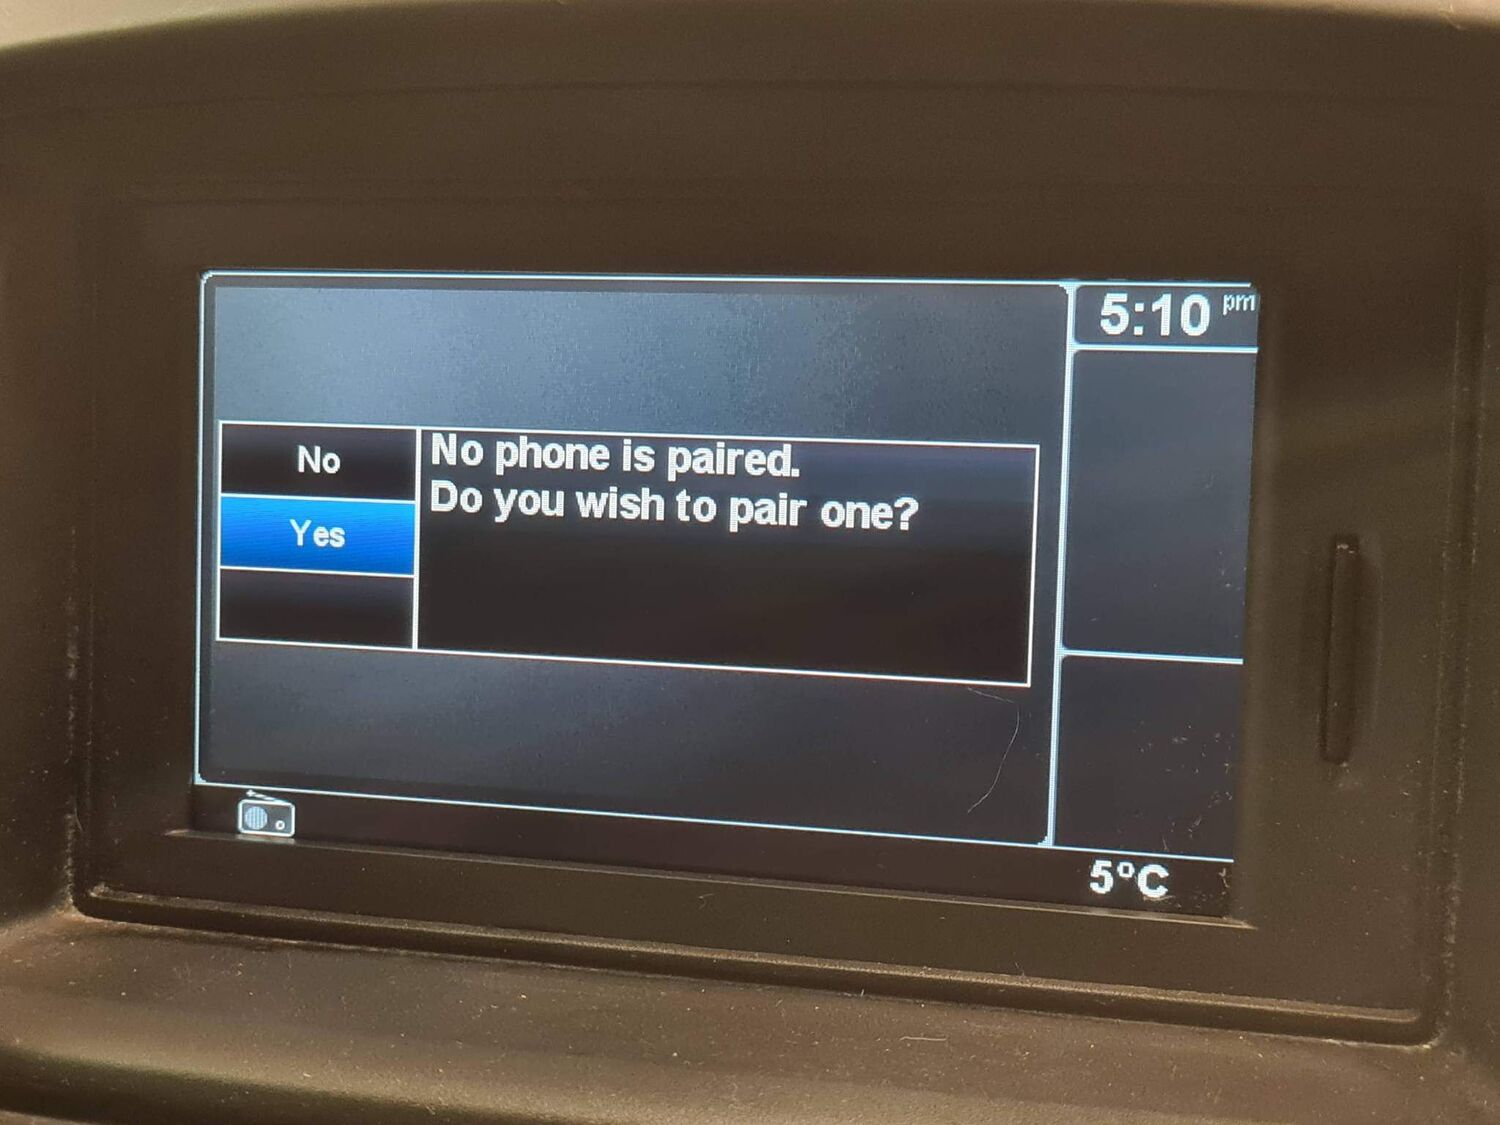 5:10 pm
No
Yes
No phone is paired.
Do you wish to pair one?
5°C